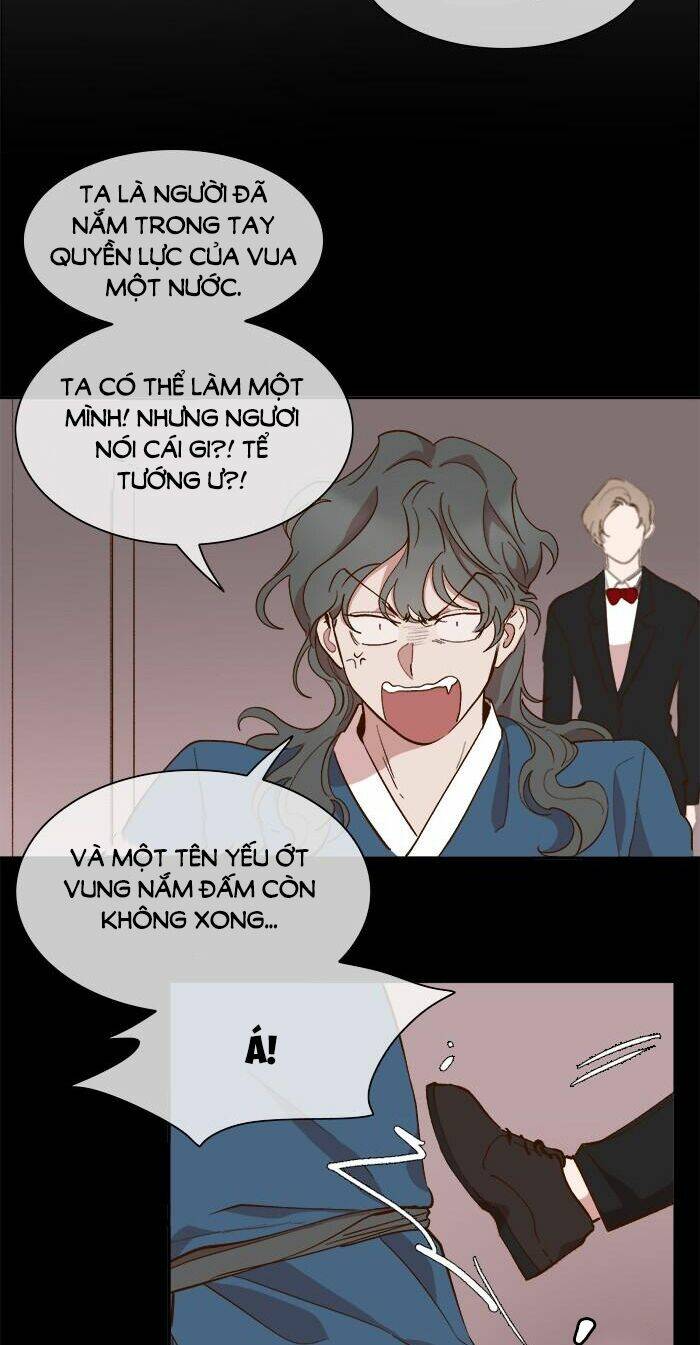 TA LÀ NGƯỜI ĐÃ
NẮM TRONG TAY
QUYỀN LỰC CỦA VUA
MỘT NƯỚC.
TA CÓ THỂ LÀM MỘT
MÌNH! NHƯNG NGƯƠI
NÓI CÁI GI?! TỂ
TƯỚNG Ư?!
VÀ MỘT TÊN YẾU ỚT
VUNG NẮM ĐẤM CÒN
KHÔNG XONG...
Á!